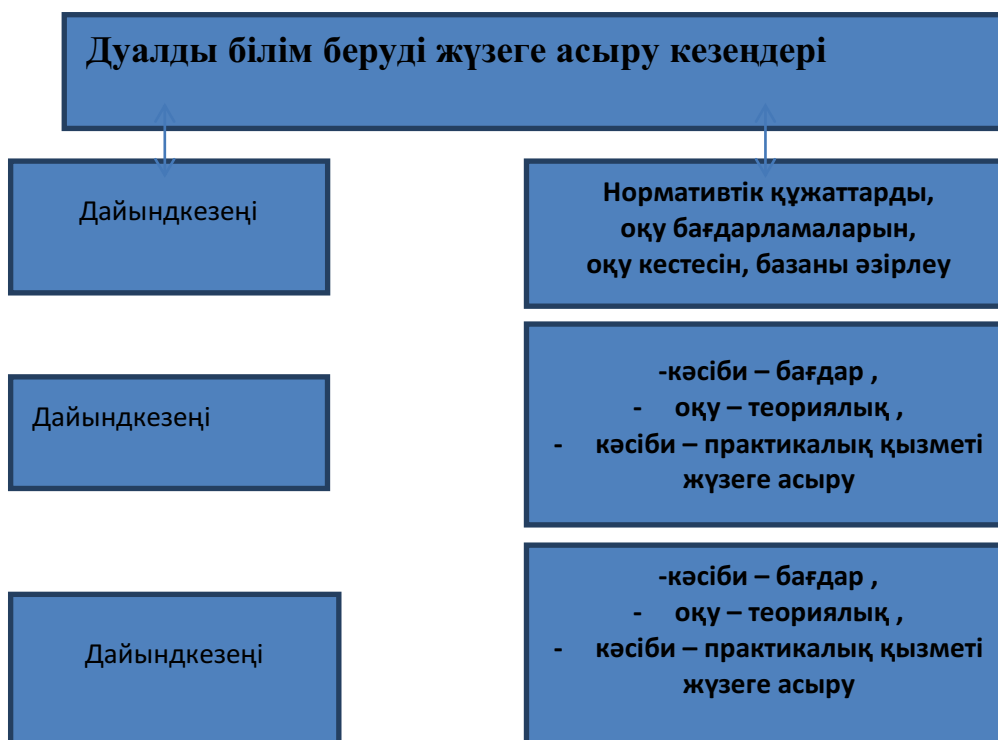 Дуалды білім беруді жүзеге асыру кезеңдері
Дайындкезеңі
Нормативтік құжаттарды,
оқу бағдарламаларын,
оқу кестесін, базаны әзірлеу
Дайындкезеңі
-кәсіби – бағдар ,
- оқу – теориялық ,
- кәсіби – практикалық қызметі
жүзеге асыру
Дайындкезеңі
-кәсіби – бағдар ,
- оқу – теориялық ,
- кәсіби – практикалық қызметі
жүзеге асыру